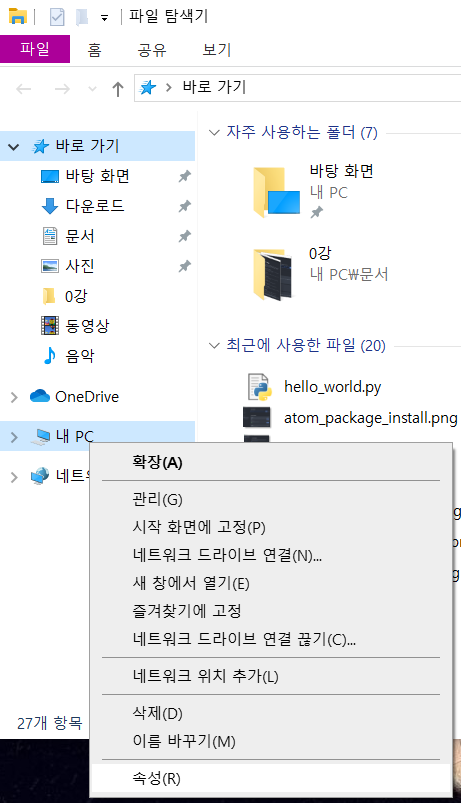 파일 탐색기
파일 홈 공유 보기
바로 가기
바로 가기
바탕 화면
다운로드
문서
사진
0강
동영상
음악
OneDrive
내 PC
네트
자주 사용하는 폴더 (7)
바탕 화면
내 PC
0강
내 PC₩문서
최근에 사용한 파일 (20)
hello_world.py
atom_package_install.png
확장(A)
관리(G)
시작 화면에 고정(P)
네트워크 드라이브 연결(N)...
새 창에서 열기(E)
즐겨찾기에 고정
네트워크 드라이브 연결 끊기(C)...
네트워크 위치 추가(L)
삭제(D)
이름 바꾸기(M)
속성(R)
27개 항목